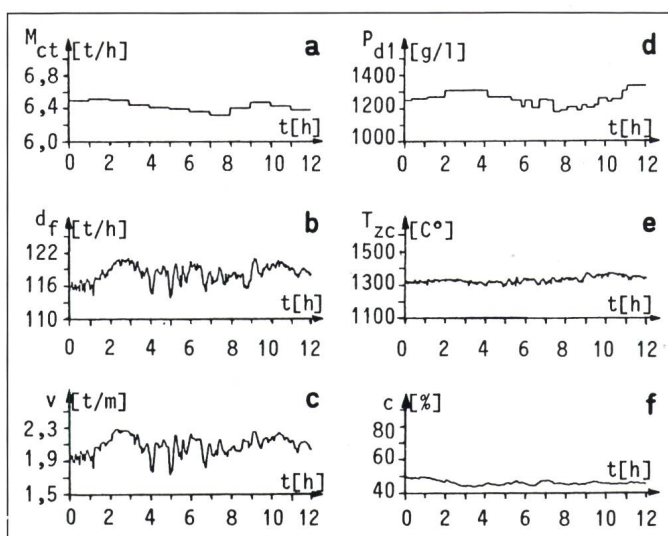 M_ct [t/h] a
6,8
6,4
6,0
t[h]
0 2 4 6 8 10 12
d_f [t/h] b
122
116
110
t[h]
0 2 4 6 8 10 12
v [t/m] c
2,3
1,9
1,5
t[h]
0 2 4 6 8 10 12
P_d1 [g/l] d
1400
1200
1000
t[h]
0 2 4 6 8 10 12
T_zc [C°] e
1500
1300
1100
t[h]
0 2 4 6 8 10 12
c [%] f
80
60
40
t[h]
0 2 4 6 8 10 12